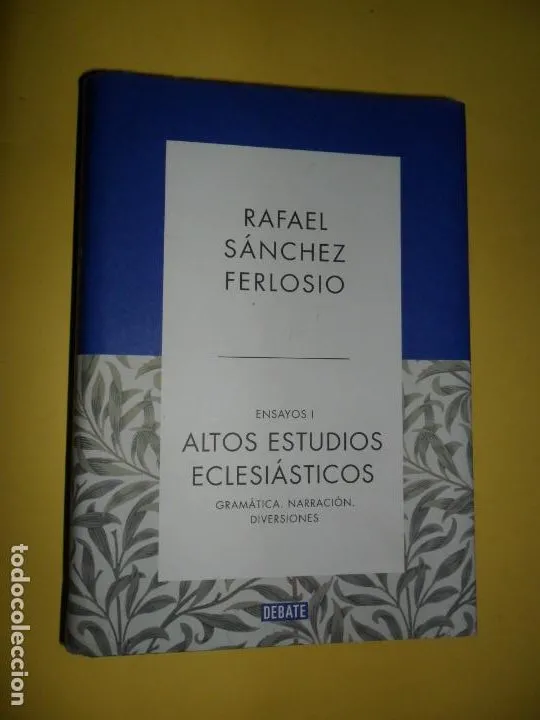 RAFAEL
SÁNCHEZ
FERLOSIO
ENSAYOS I
ALTOS ESTUDIOS
ECLESIÁSTICOS
GRAMÁTICA. NARRACIÓN.
DIVERSIONES
DEBATE
todocoleccion